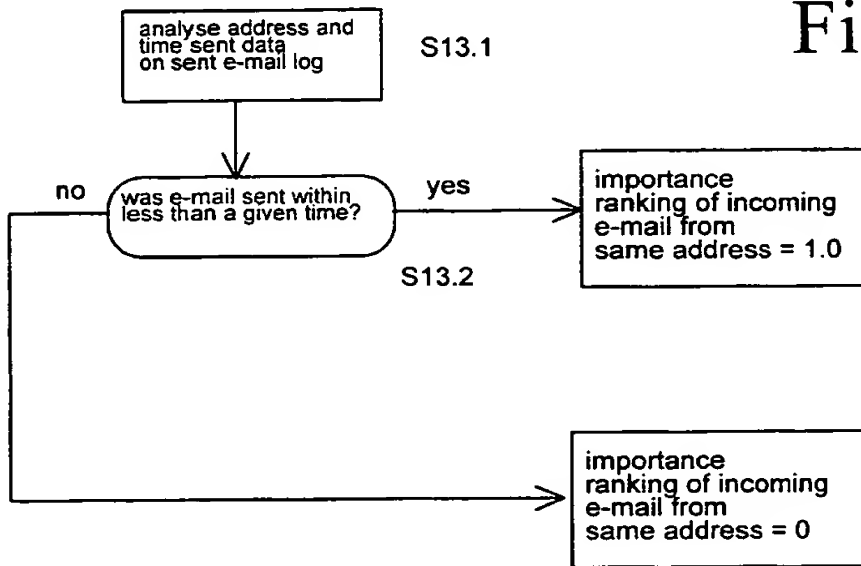 analyse address and
time sent data
on sent e-mail log
S13.1
Fi
no
was e-mail sent within
less than a given time?
yes
S13.2
importance
ranking of incoming
e-mail from
same address = 1.0
importance
ranking of incoming
e-mail from
same address = 0